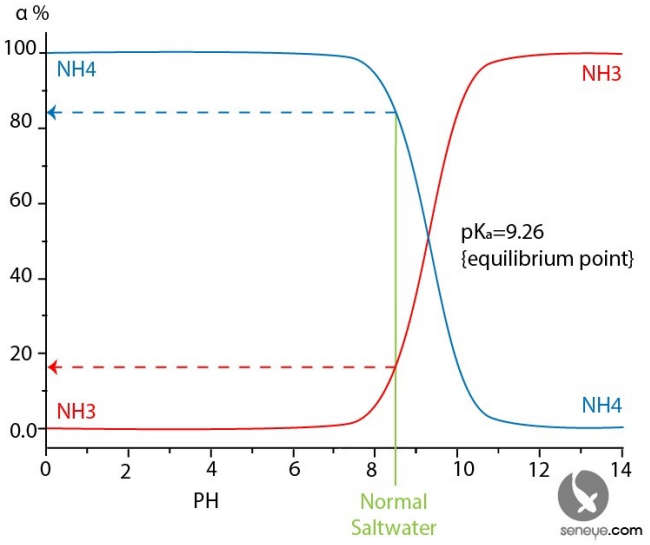 α %
100
NH4
NH3
80
60
pKa=9.26
{equilibrium point}
40
20
NH3
NH4
0.0
0 2 4 6 8 10 12 14
PH
Normal
Saltwater
seneye.com